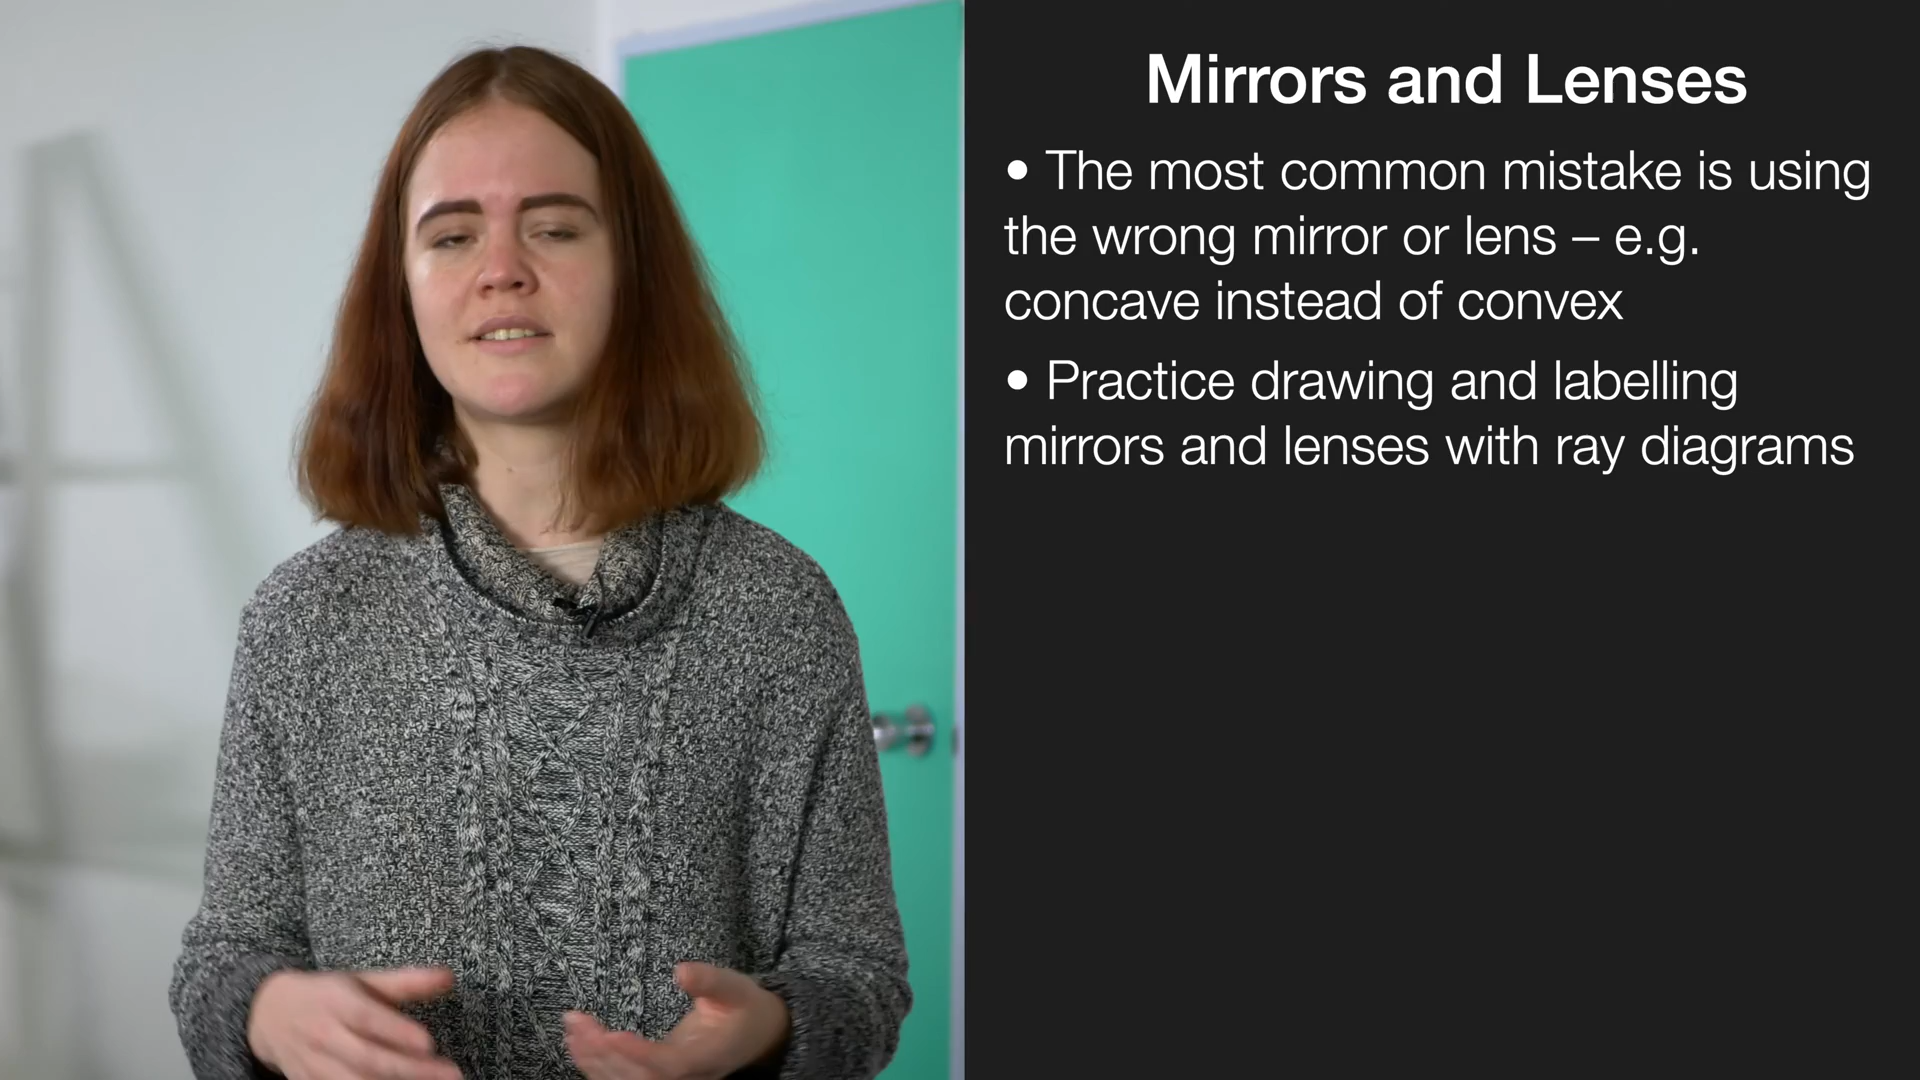 Mirrors and Lenses
• The most common mistake is using
the wrong mirror or lens – e.g.
concave instead of convex
• Practice drawing and labelling
mirrors and lenses with ray diagrams